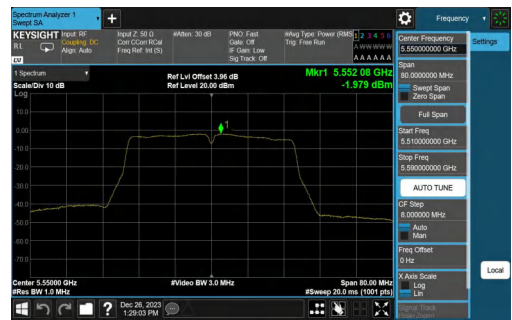 Spectrum Analyzer 1
Swept SA
+
Frequency
KEYSIGHT
RL
LV
Input: RF
Coupling: DC
Align: Auto
Input Z: 50 Ω
Corr CCorr RCal
Freq Ref: Int (S)
#Atten: 30 dB
PNO: Fast
Gate: Off
IF Gain: Low
Sig Track: Off
#Avg Type: Power (RMS
Trig: Free Run
1 2 3 4 5 6
A W W W W W
A A A A A A
1 Spectrum
Scale/Div 10 dB
Log
Ref Lvl Offset 3.96 dB
Ref Level 20.00 dBm
Mkr1 5.552 08 GHz
-1.979 dBm
1
10.0
0.00
-10.0
-20.0
-30.0
-40.0
-50.0
-60.0
-70.0
Center 5.55000 GHz
#Res BW 1.0 MHz
#Video BW 3.0 MHz
Span 80.00 MHz
#Sweep 20.0 ms (1001 pts)
Dec 26, 2023
1:29:03 PM
?
Center Frequency
5.550000000 GHz
Span
80.0000000 MHz
Swept Span
Zero Span
Full Span
Start Freq
5.510000000 GHz
Stop Freq
5.590000000 GHz
AUTO TUNE
CF Step
8.000000 MHz
Auto
Man
Freq Offset
0 Hz
X Axis Scale
Log
Lin
Signal Track
(Span Zoom)
Settings
Local